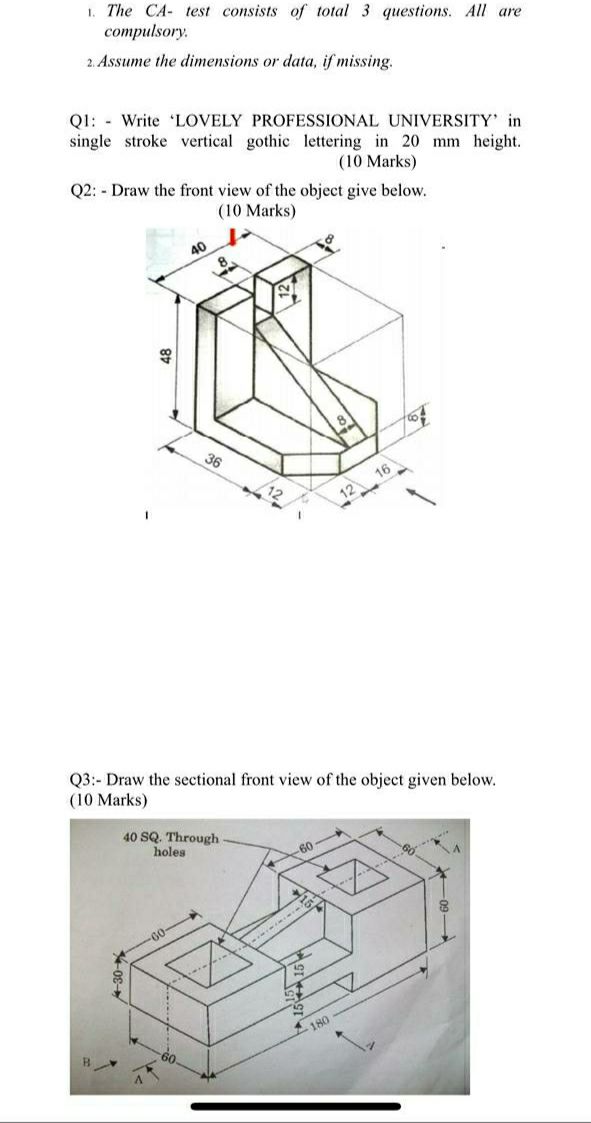 1. The CA- test consists of total 3 questions. All are
compulsory.
2. Assume the dimensions or data, if missing.
Q1: - Write ‘LOVELY PROFESSIONAL UNIVERSITY’ in
single stroke vertical gothic lettering in 20 mm height.
(10 Marks)
Q2: - Draw the front view of the object give below.
(10 Marks)
40
8
8
12
48
8
8
36
12
12
16
Q3:- Draw the sectional front view of the object given below.
(10 Marks)
40 SQ. Through
holes
60
60
A
15
60
60
30
15
15
15
180
60
B
A